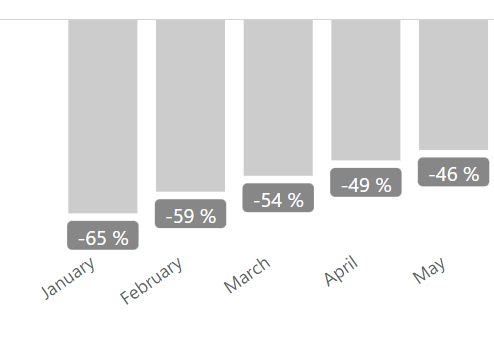 -65 %
-59 %
-54 %
-49 %
-46 %
January
February
March
April
May